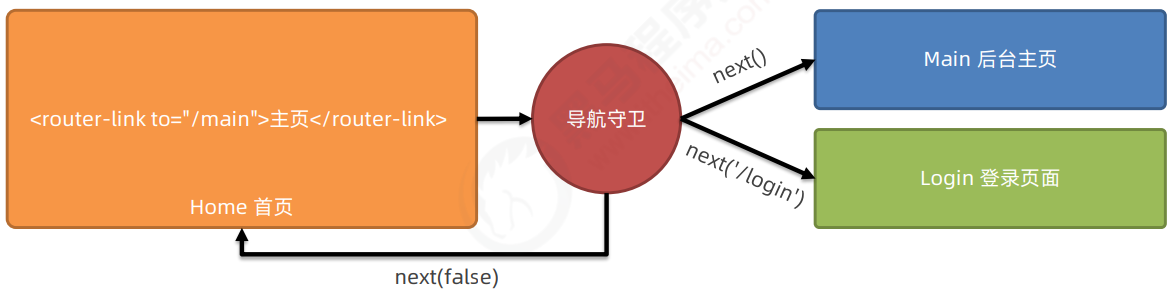 <router-link to="/main">主页</router-link>
Home 首页
导航守卫
next()
Main 后台主页
next('/login')
Login 登录页面
next(false)